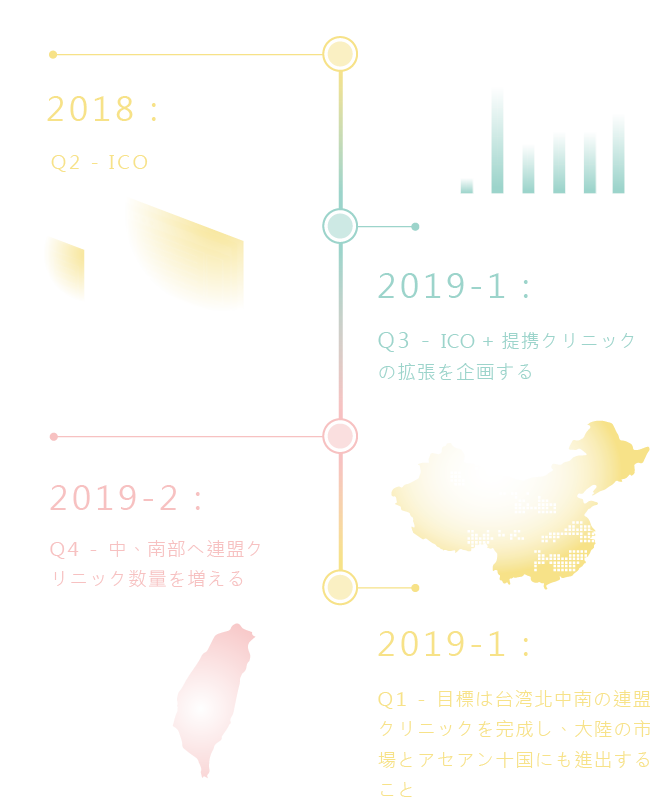 2018 :
Q2 - ICO
2019-1 :
Q3 - ICO + 提携クリニック
の拡張を企画する
2019-2 :
Q4 - 中、南部へ連盟ク
リニック数量を増える
2019-1 :
Q1 - 目標は台湾北中南の連盟
クリニックを完成し、大陸の市
場とアセアン十国にも進出する
こと